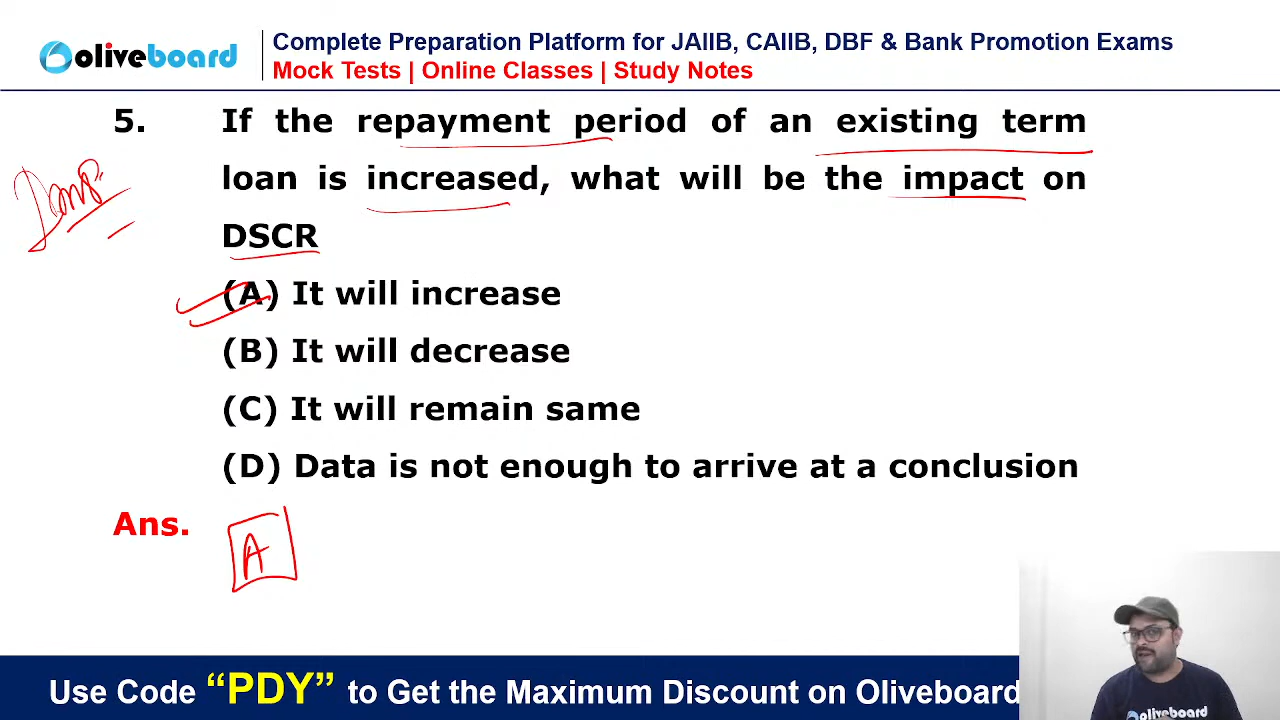 oliveboard
Complete Preparation Platform for JAIIB, CAIIB, DBF & Bank Promotion Exams
Mock Tests | Online Classes | Study Notes
5. If the repayment period of an existing term
loan is increased, what will be the impact on
DSCR
(A) It will increase
(B) It will decrease
(C) It will remain same
(D) Data is not enough to arrive at a conclusion
Ans. A
Use Code “PDY” to Get the Maximum Discount on Oliveboard
oliveboard